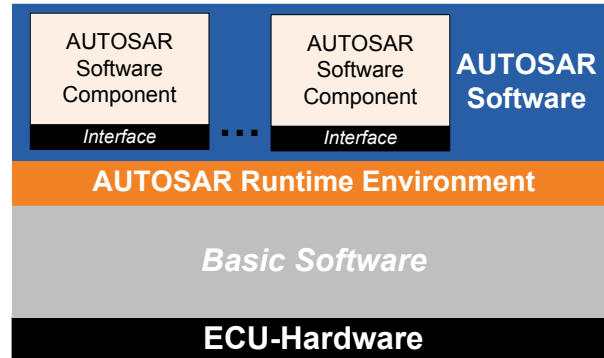 AUTOSAR
Software
Component
Interface
...
AUTOSAR
Software
Component
Interface
AUTOSAR
Software
AUTOSAR Runtime Environment
Basic Software
ECU-Hardware